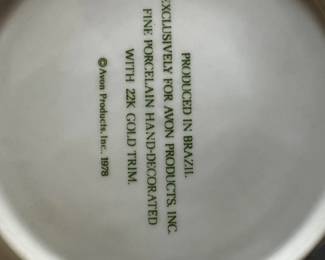 PRODUCED IN BRAZIL
EXCLUSIVELY FOR AVON PRODUCTS, INC.
FINE PORCELAIN HAND-DECORATED
WITH 22K GOLD TRIM.
© Avon Products, Inc., 1978